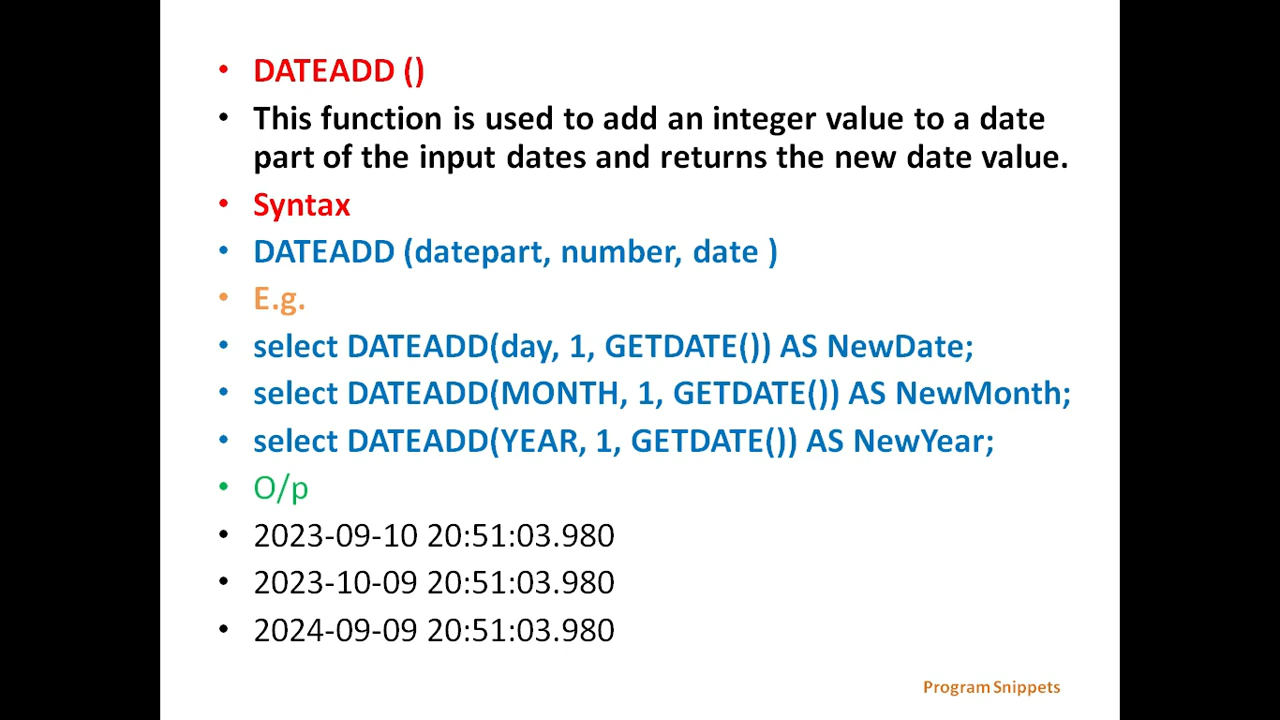 • DATEADD ()
• This function is used to add an integer value to a date
part of the input dates and returns the new date value.
• Syntax
• DATEADD (datepart, number, date )
• E.g.
• select DATEADD(day, 1, GETDATE()) AS NewDate;
• select DATEADD(MONTH, 1, GETDATE()) AS NewMonth;
• select DATEADD(YEAR, 1, GETDATE()) AS NewYear;
• O/p
• 2023-09-10 20:51:03.980
• 2023-10-09 20:51:03.980
• 2024-09-09 20:51:03.980
Program Snippets